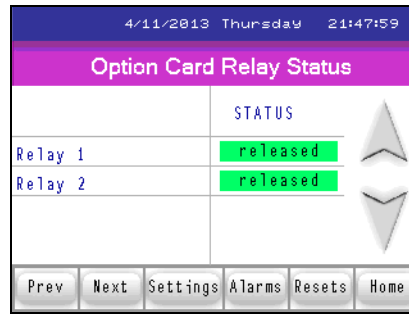 4/11/2013 Thursday 21:47:59
Option Card Relay Status
STATUS
Relay 1 released
Relay 2 released
Prev Next Settings Alarms Resets Home